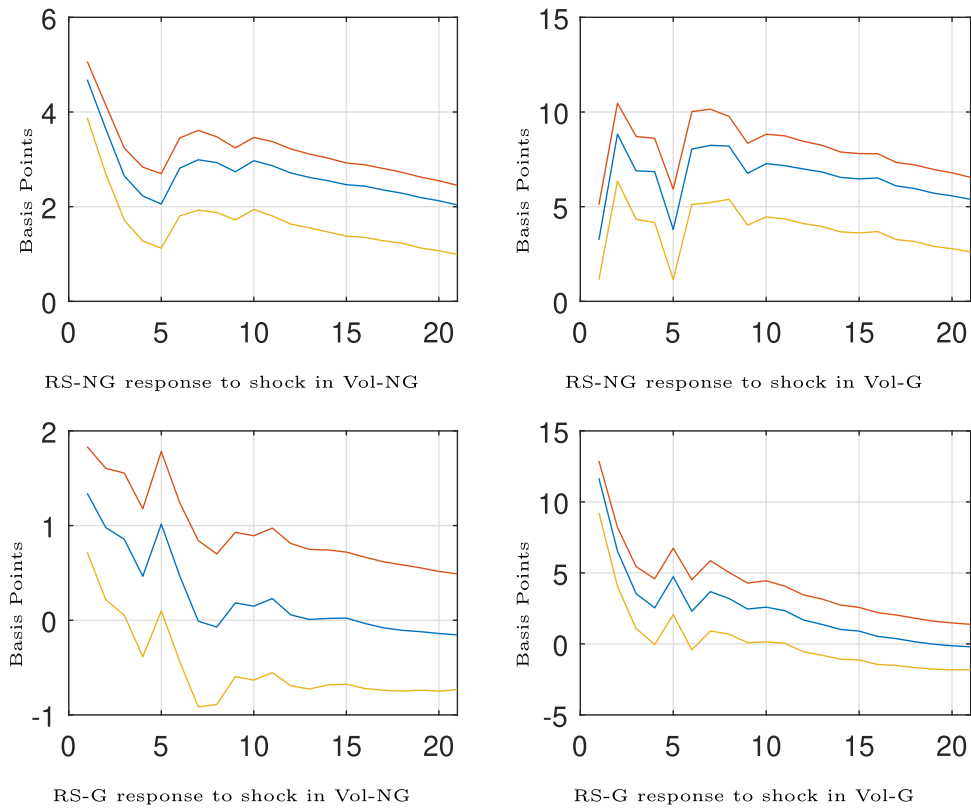 6
4
2
0
Basis Points
0 5 10 15 20
RS-NG response to shock in Vol-NG
15
10
5
0
Basis Points
0 5 10 15 20
RS-NG response to shock in Vol-G
2
1
0
-1
Basis Points
0 5 10 15 20
RS-G response to shock in Vol-NG
15
10
5
0
-5
Basis Points
0 5 10 15 20
RS-G response to shock in Vol-G